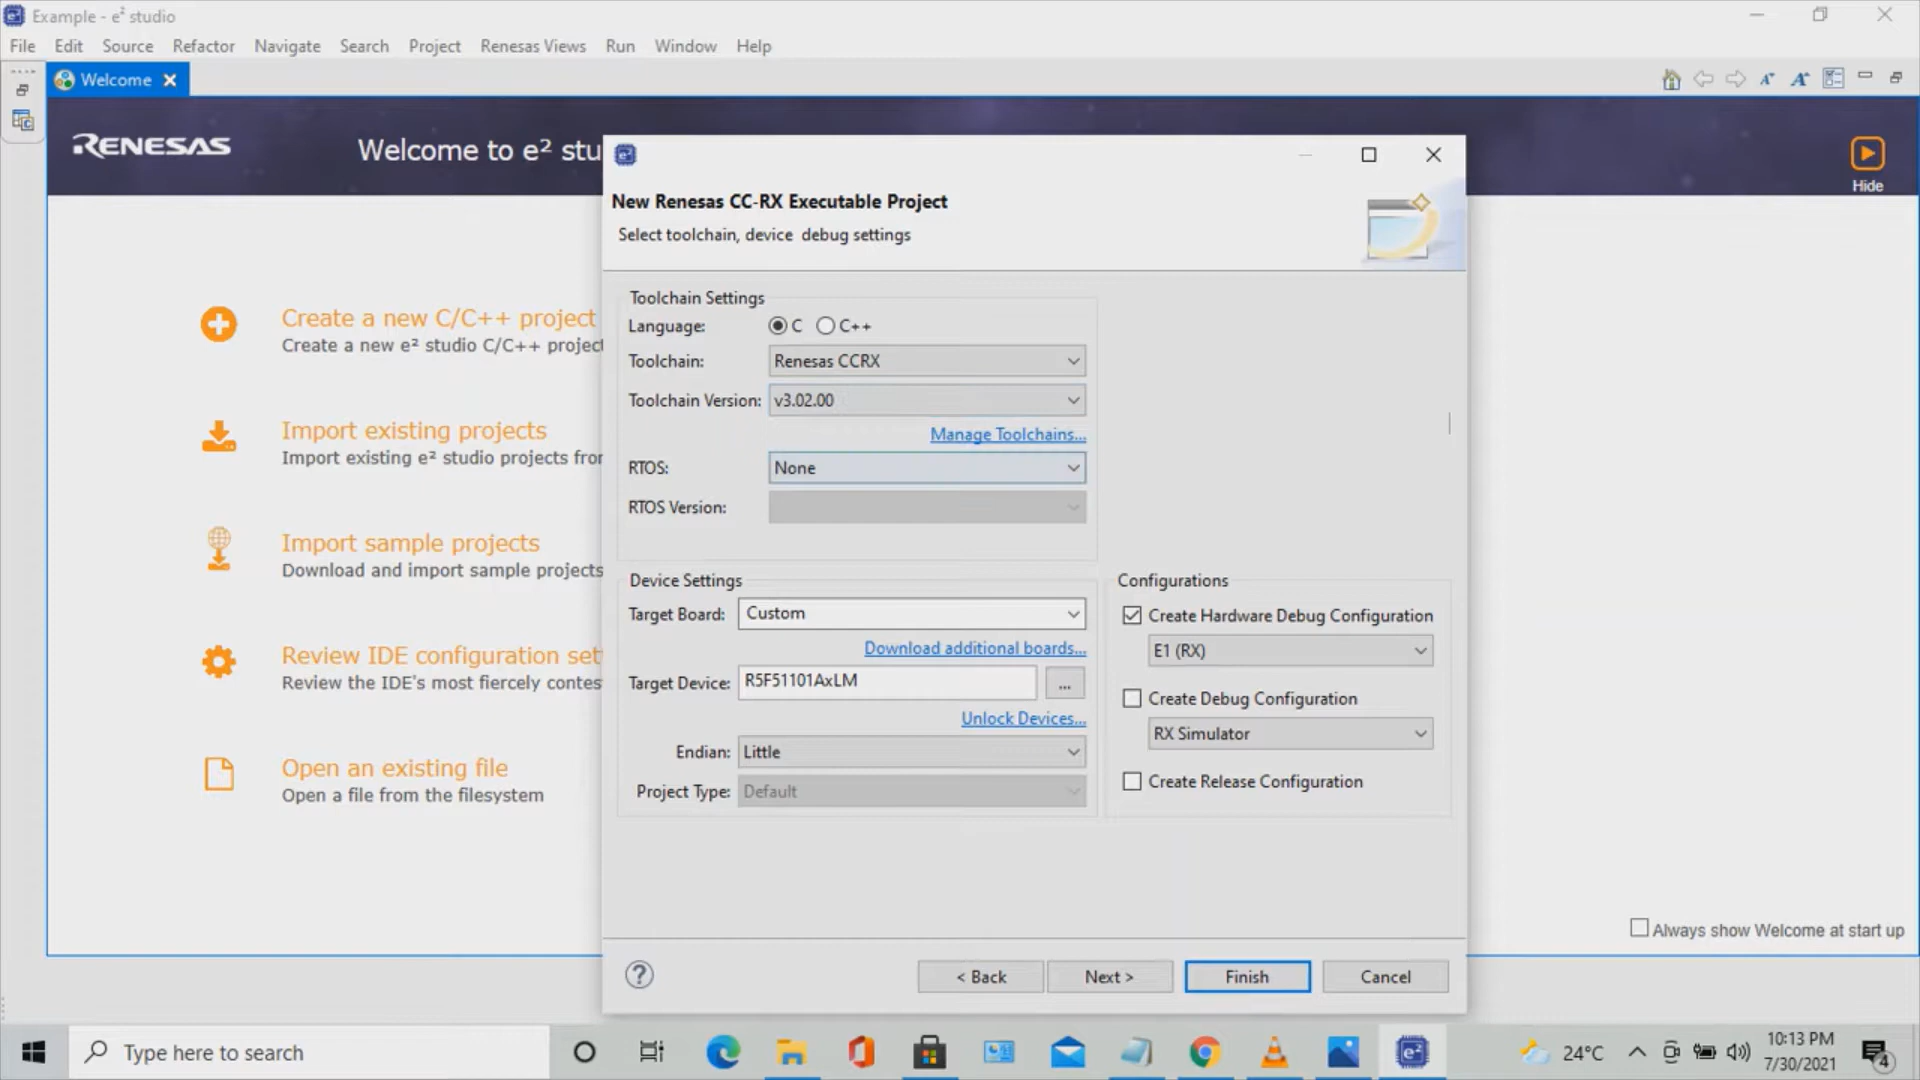 Example - e² studio
File Edit Source Refactor Navigate Search Project Renesas Views Run Window Help
Welcome
RENESAS
Welcome to e² stu
Hide
Create a new C/C++ project
Create a new e² studio C/C++ project
Import existing projects
Import existing e² studio projects from
Import sample projects
Download and import sample projects
Review IDE configuration set
Review the IDE's most fiercely contes
Open an existing file
Open a file from the filesystem
Always show Welcome at start up
New Renesas CC-RX Executable Project
Select toolchain, device debug settings
Toolchain Settings
Language: C C++
Toolchain: Renesas CCRX
Toolchain Version: v3.02.00
Manage Toolchains...
RTOS: None
RTOS Version:
Device Settings
Target Board: Custom
Download additional boards...
Target Device: R5F51101AxLM ...
Unlock Devices...
Endian: Little
Project Type: Default
Configurations
Create Hardware Debug Configuration
E1 (RX)
Create Debug Configuration
RX Simulator
Create Release Configuration
? < Back Next > Finish Cancel
Type here to search
24°C
10:13 PM
7/30/2021
4